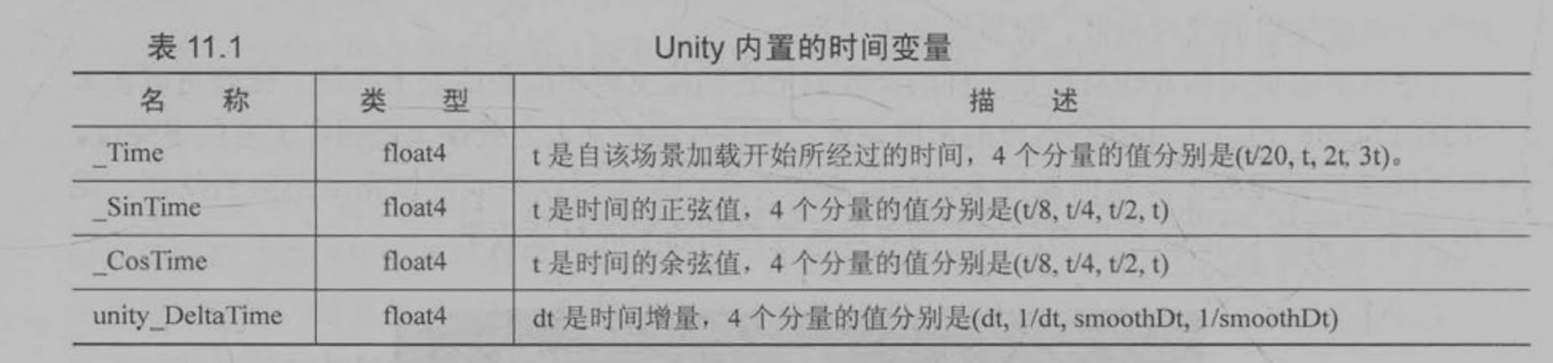 表 11.1 Unity 内置的时间变量
名 称 类 型 描 述
_Time float4 t 是自该场景加载开始所经过的时间，4 个分量的值分别是(t/20, t, 2t, 3t)。
_SinTime float4 t 是时间的正弦值，4 个分量的值分别是(t/8, t/4, t/2, t)
_CosTime float4 t 是时间的余弦值，4 个分量的值分别是(t/8, t/4, t/2, t)
unity_DeltaTime float4 dt 是时间增量，4 个分量的值分别是(dt, 1/dt, smoothDt, 1/smoothDt)